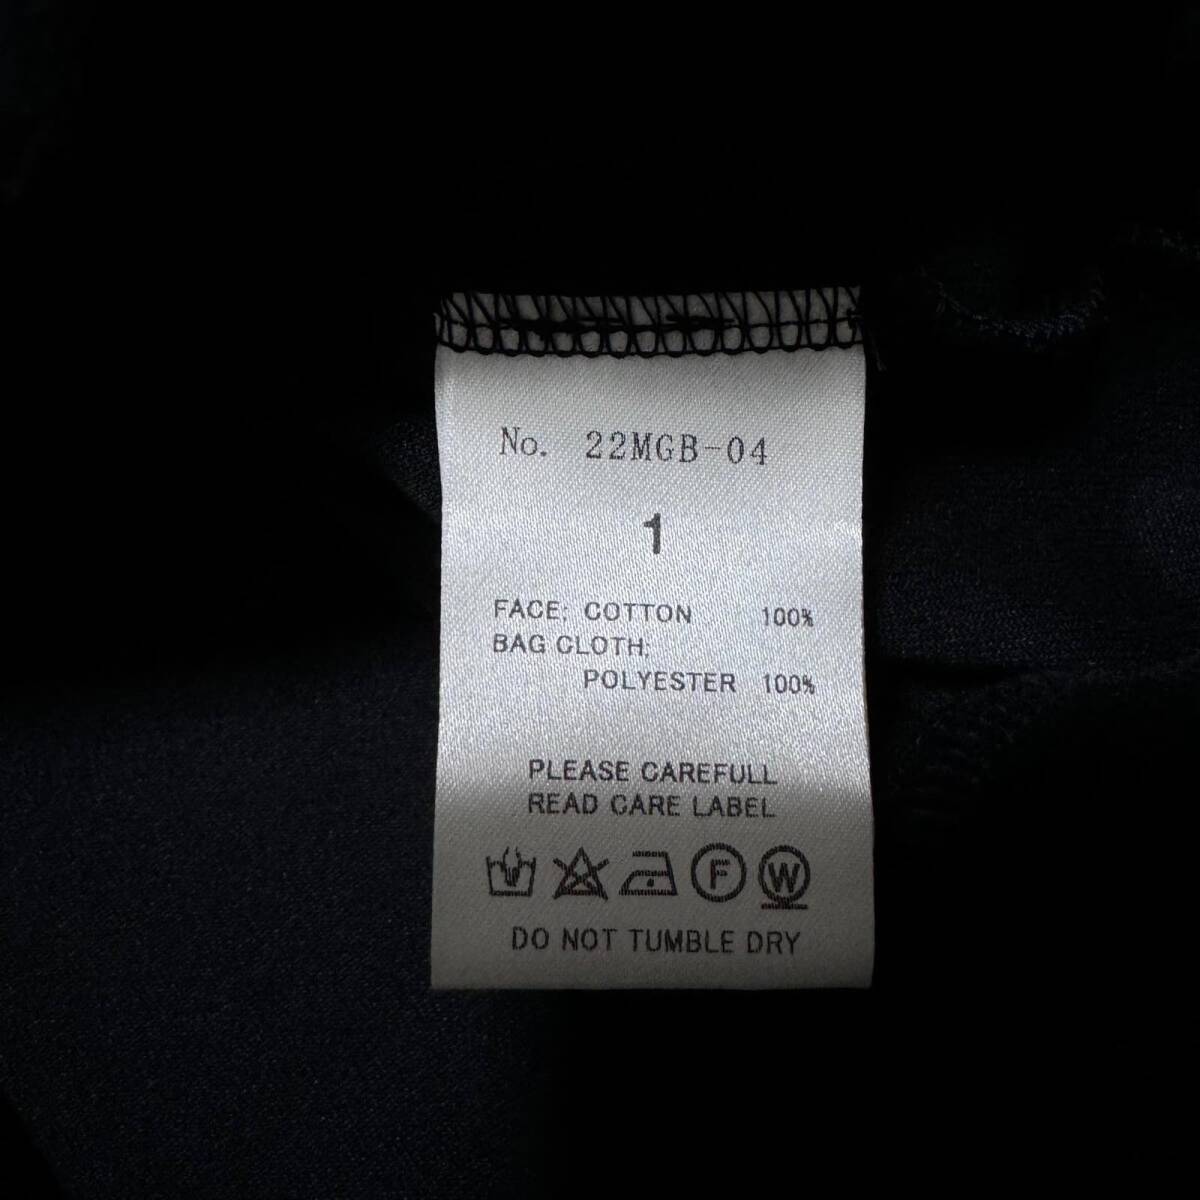 No. 22MGB-04
1
FACE; COTTON 100%
BAG CLOTH;
POLYESTER 100%
PLEASE CAREFULL
READ CARE LABEL
F W
DO NOT TUMBLE DRY